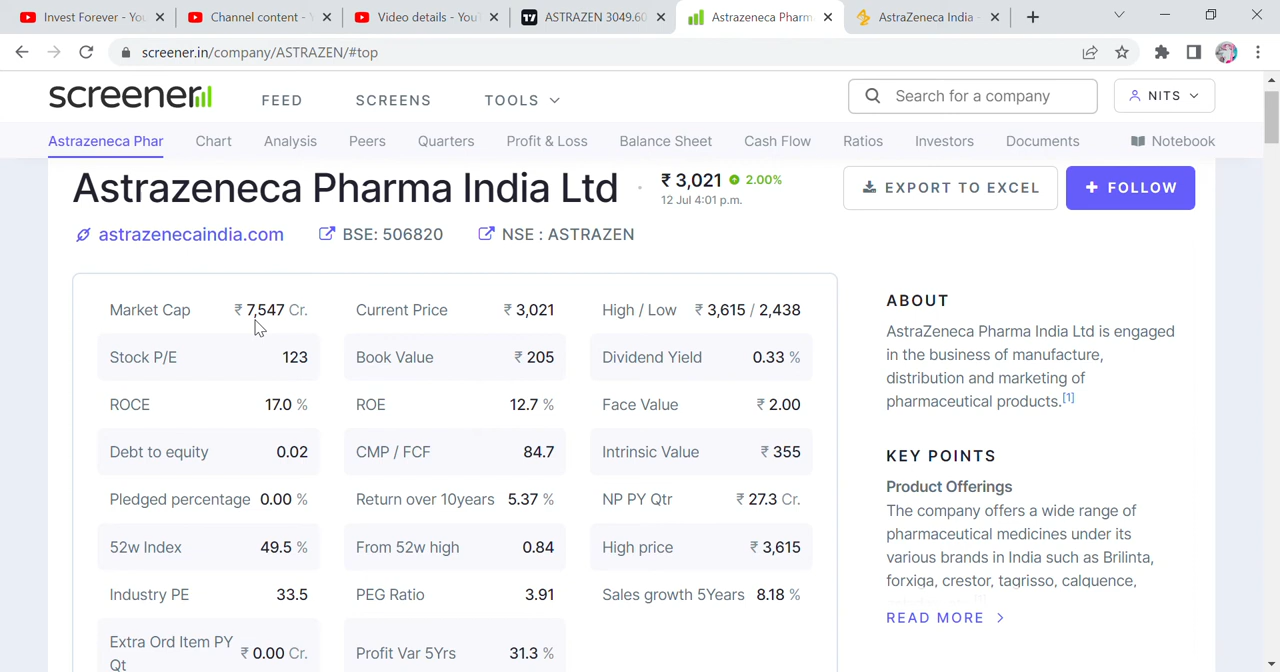 Invest Forever - You
Channel content -
Video details - You
ASTRAZEN 3049.60
Astrazeneca Pharm
AstraZeneca India -
screener.in/company/ASTRAZEN/#top
screener
FEED
SCREENS
TOOLS
Search for a company
NITS
Astrazeneca Phar
Chart
Analysis
Peers
Quarters
Profit & Loss
Balance Sheet
Cash Flow
Ratios
Investors
Documents
Notebook
Astrazeneca Pharma India Ltd
₹ 3,021 2.00%
12 Jul 4:01 p.m.
EXPORT TO EXCEL
+ FOLLOW
astrazenecaindia.com
BSE: 506820
NSE : ASTRAZEN
Market Cap ₹ 7,547 Cr.
Current Price ₹ 3,021
High / Low ₹ 3,615 / 2,438
Stock P/E 123
Book Value ₹ 205
Dividend Yield 0.33 %
ROCE 17.0 %
ROE 12.7 %
Face Value ₹ 2.00
Debt to equity 0.02
CMP / FCF 84.7
Intrinsic Value ₹ 355
Pledged percentage 0.00 %
Return over 10years 5.37 %
NP PY Qtr ₹ 27.3 Cr.
52w Index 49.5 %
From 52w high 0.84
High price ₹ 3,615
Industry PE 33.5
PEG Ratio 3.91
Sales growth 5Years 8.18 %
Extra Ord Item PY
Qt ₹ 0.00 Cr.
Profit Var 5Yrs 31.3 %
ABOUT
AstraZeneca Pharma India Ltd is engaged
in the business of manufacture,
distribution and marketing of
pharmaceutical products.[1]
KEY POINTS
Product Offerings
The company offers a wide range of
pharmaceutical medicines under its
various brands in India such as Brilinta,
forxiga, crestor, tagrisso, calquence,
READ MORE